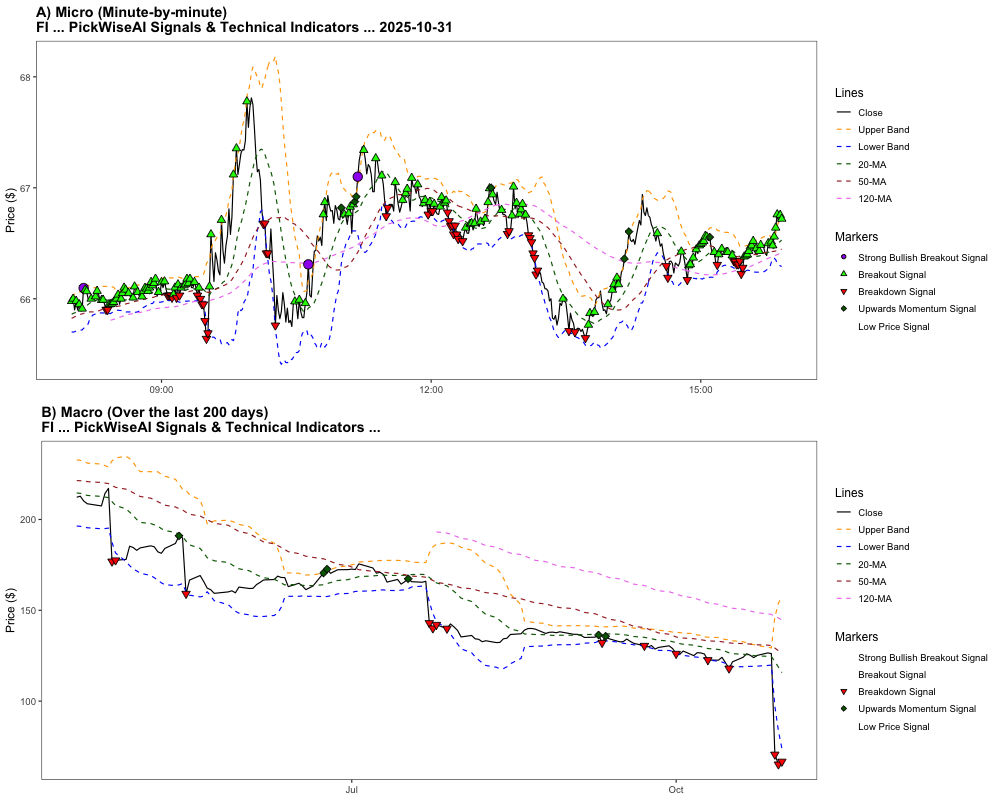 A) Micro (Minute-by-minute)
FI ... PickWiseAI Signals & Technical Indicators ... 2025-10-31
68
67
66
Price ($)
09:00
12:00
15:00
Lines
Close
Upper Band
Lower Band
20-MA
50-MA
120-MA
Markers
Strong Bullish Breakout Signal
Breakout Signal
Breakdown Signal
Upwards Momentum Signal
Low Price Signal
B) Macro (Over the last 200 days)
FI ... PickWiseAI Signals & Technical Indicators ...
200
150
100
Price ($)
Jul
Oct
Lines
Close
Upper Band
Lower Band
20-MA
50-MA
120-MA
Markers
Strong Bullish Breakout Signal
Breakout Signal
Breakdown Signal
Upwards Momentum Signal
Low Price Signal